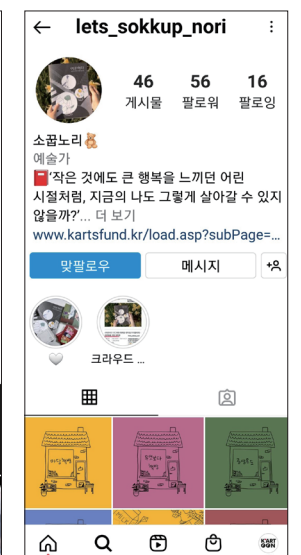 lets_sokkup_nori
46 56 16
게시물 팔로워 팔로잉
소꿉노리
예술가
'작은 것에도 큰 행복을 느끼던 어린
시절처럼, 지금의 나도 그렇게 살아갈 수 있지
않을까?'... 더 보기
www.kartsfund.kr/load.asp?subPage=...
맞팔로우 메시지
크라우드 ...
K'ART